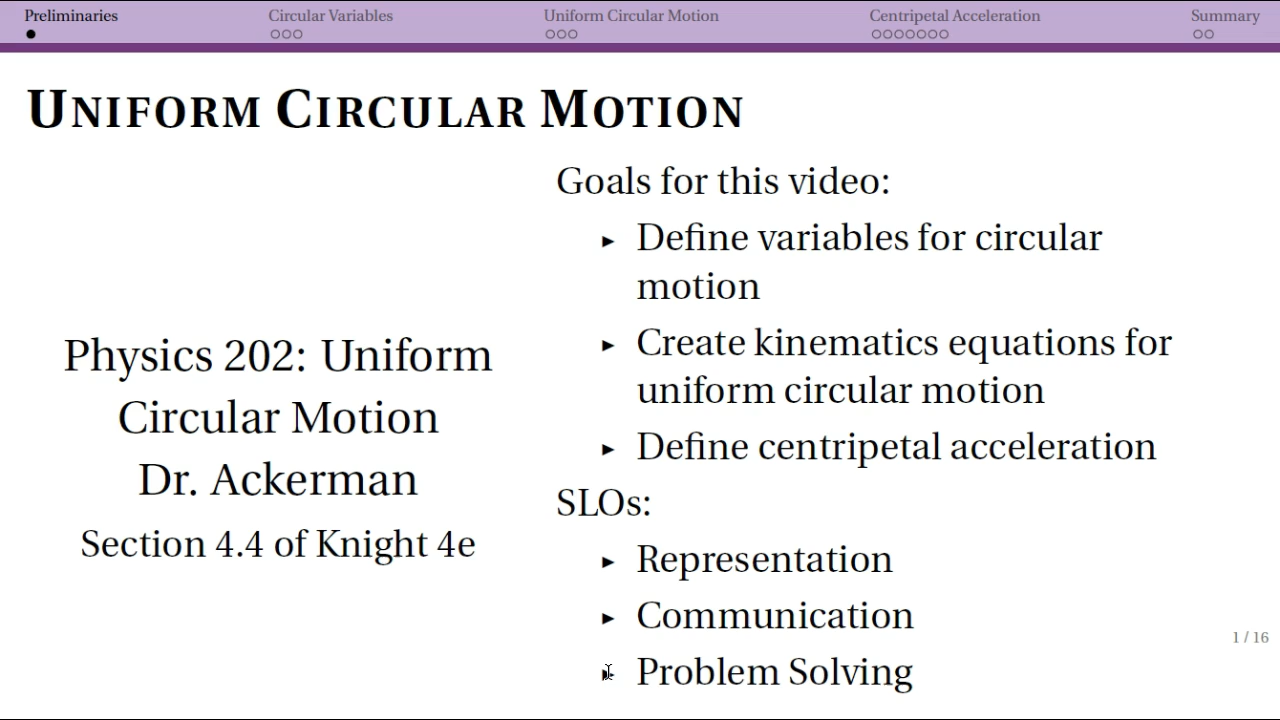 Preliminaries
Circular Variables
Uniform Circular Motion
Centripetal Acceleration
Summary
UNIFORM CIRCULAR MOTION
Physics 202: Uniform
Circular Motion
Dr. Ackerman
Section 4.4 of Knight 4e
Goals for this video:
Define variables for circular
motion
Create kinematics equations for
uniform circular motion
Define centripetal acceleration
SLOs:
Representation
Communication
Problem Solving
1 / 16